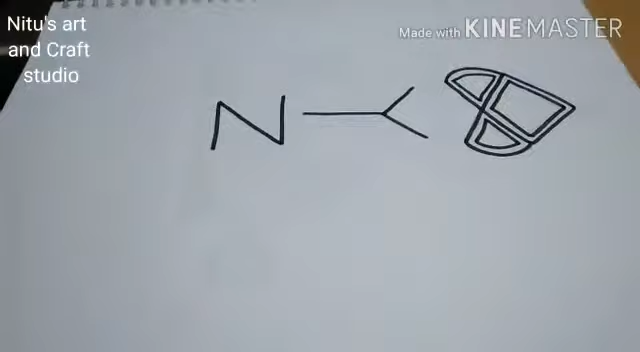 Nitu's art
and Craft
studio
Made with KINEMASTER
N